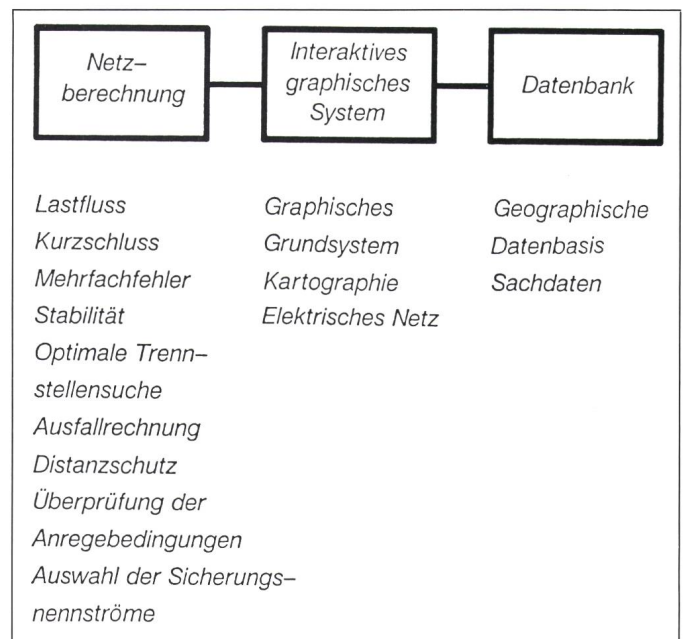 Netz–
berechnung
Interaktives
graphisches
System
Datenbank
Lastfluss
Kurzschluss
Mehrfachfehler
Stabilität
Optimale Trenn–
stellensuche
Ausfallrechnung
Distanzschutz
Überprüfung der
Anregebedingungen
Auswahl der Sicherungs–
nennströme
Graphisches
Grundsystem
Kartographie
Elektrisches Netz
Geographische
Datenbasis
Sachdaten